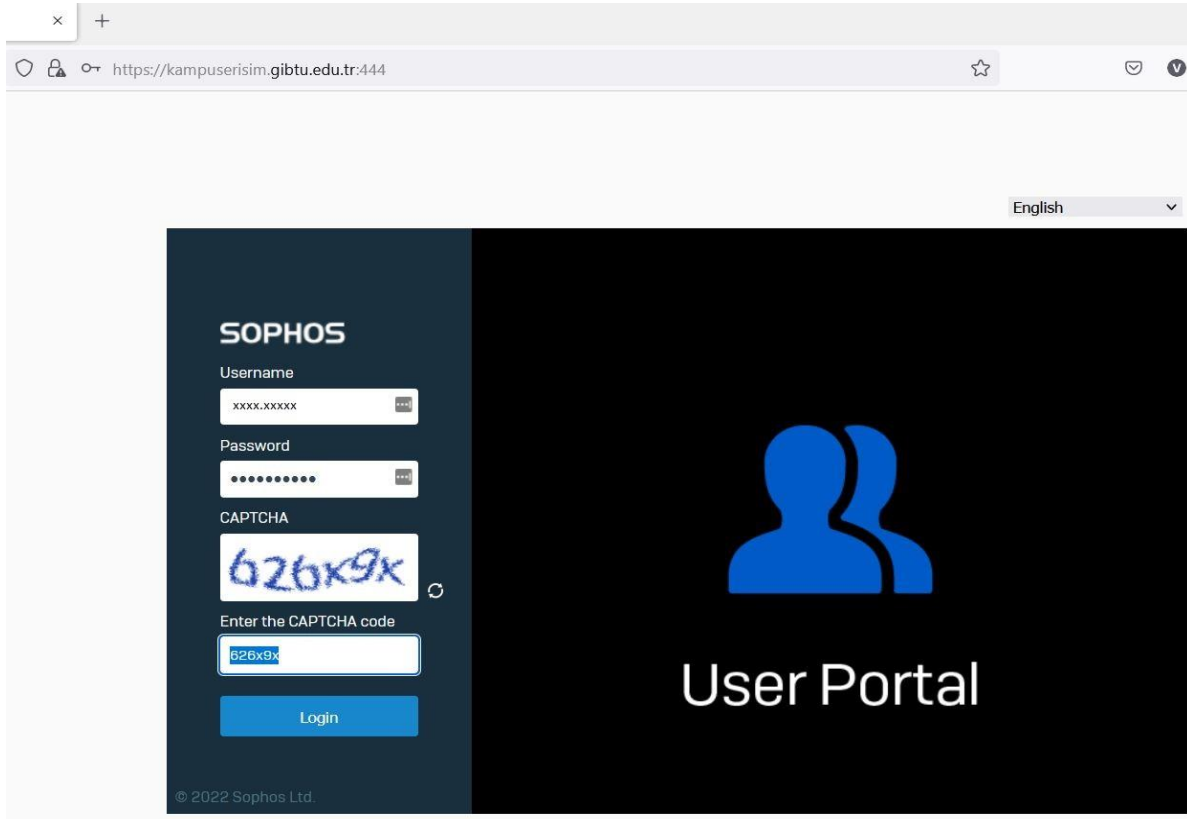 https://kampuserisim.gibtu.edu.tr:444
V
English
SOPHOS
Username
xxxx.xxxxx
Password
CAPTCHA
626x9x
Enter the CAPTCHA code
626x9x
Login
User Portal
© 2022 Sophos Ltd.